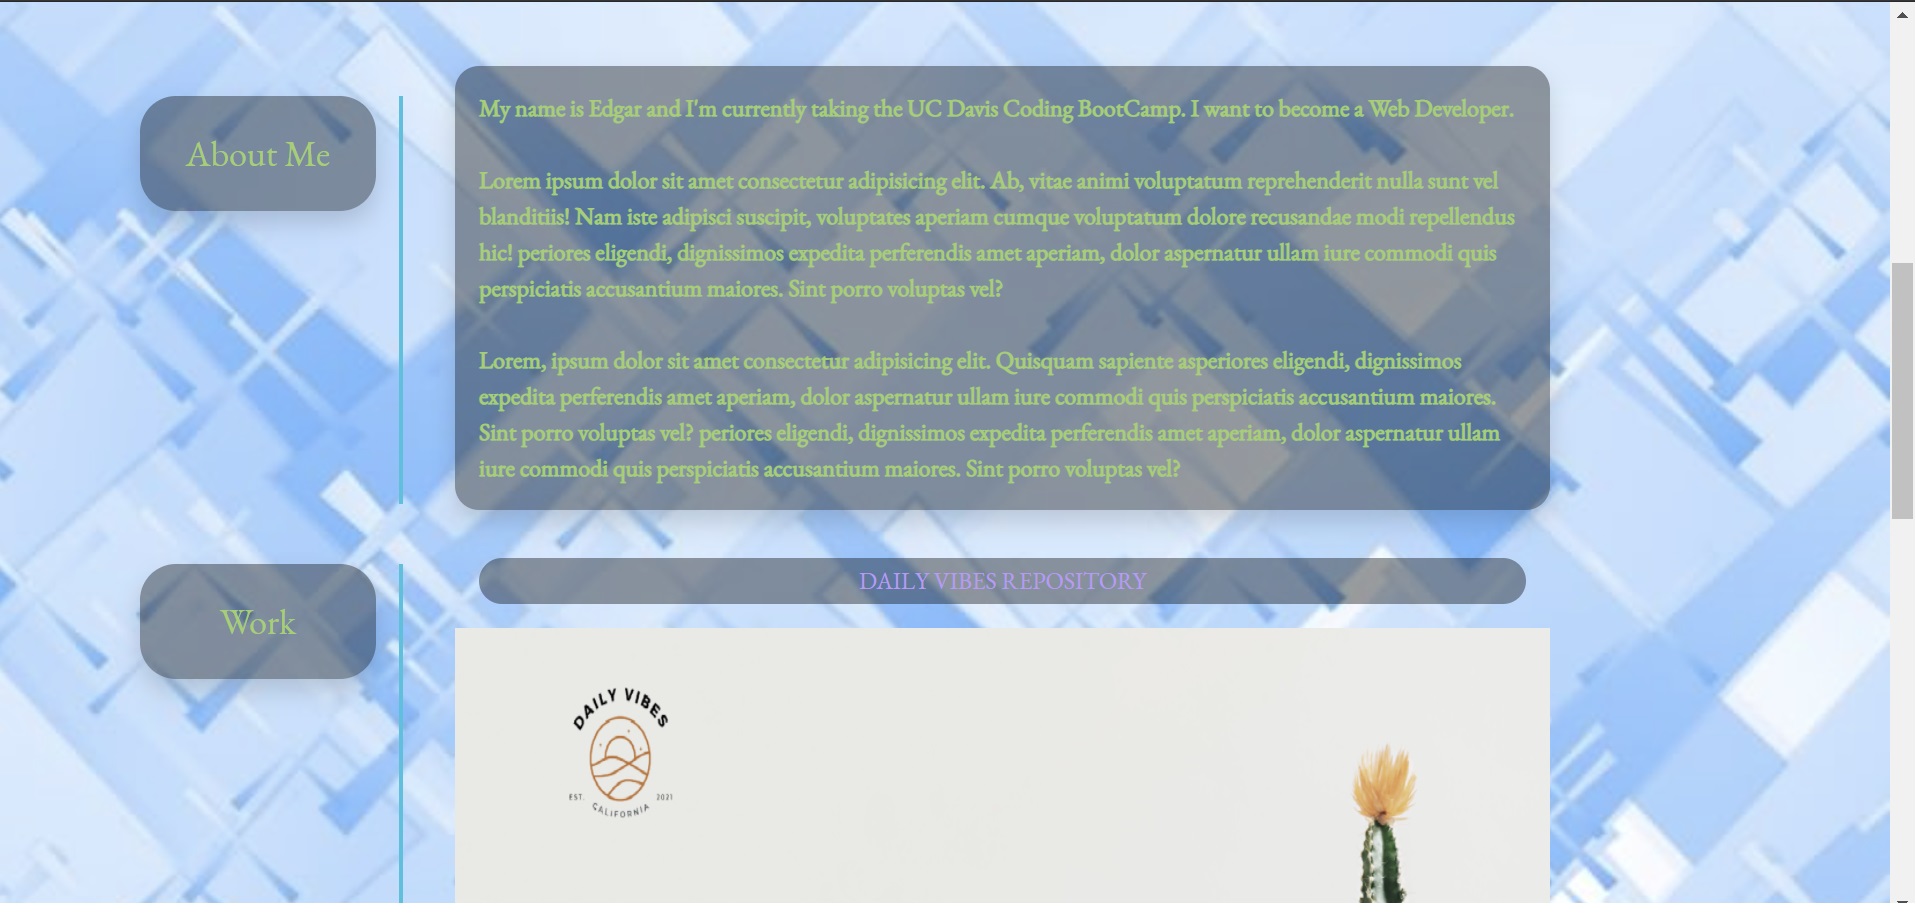 About Me
My name is Edgar and I'm currently taking the UC Davis Coding BootCamp. I want to become a Web Developer.
Lorem ipsum dolor sit amet consectetur adipisicing elit. Ab, vitae animi voluptatum reprehenderit nulla sunt vel
blanditiis! Nam iste adipisci suscipit, voluptates aperiam cumque voluptatum dolore recusandae modi repellendus
hic! periores eligendi, dignissimos expedita perferendis amet aperiam, dolor aspernatur ullam iure commodi quis
perspiciatis accusantium maiores. Sint porro voluptas vel?
Lorem, ipsum dolor sit amet consectetur adipisicing elit. Quisquam sapiente asperiores eligendi, dignissimos
expedita perferendis amet aperiam, dolor aspernatur ullam iure commodi quis perspiciatis accusantium maiores.
Sint porro voluptas vel? periores eligendi, dignissimos expedita perferendis amet aperiam, dolor aspernatur ullam
iure commodi quis perspiciatis accusantium maiores. Sint porro voluptas vel?
Work
DAILY VIBES REPOSITORY
DAILY VIBES
EST. 2021
CALIFORNIA